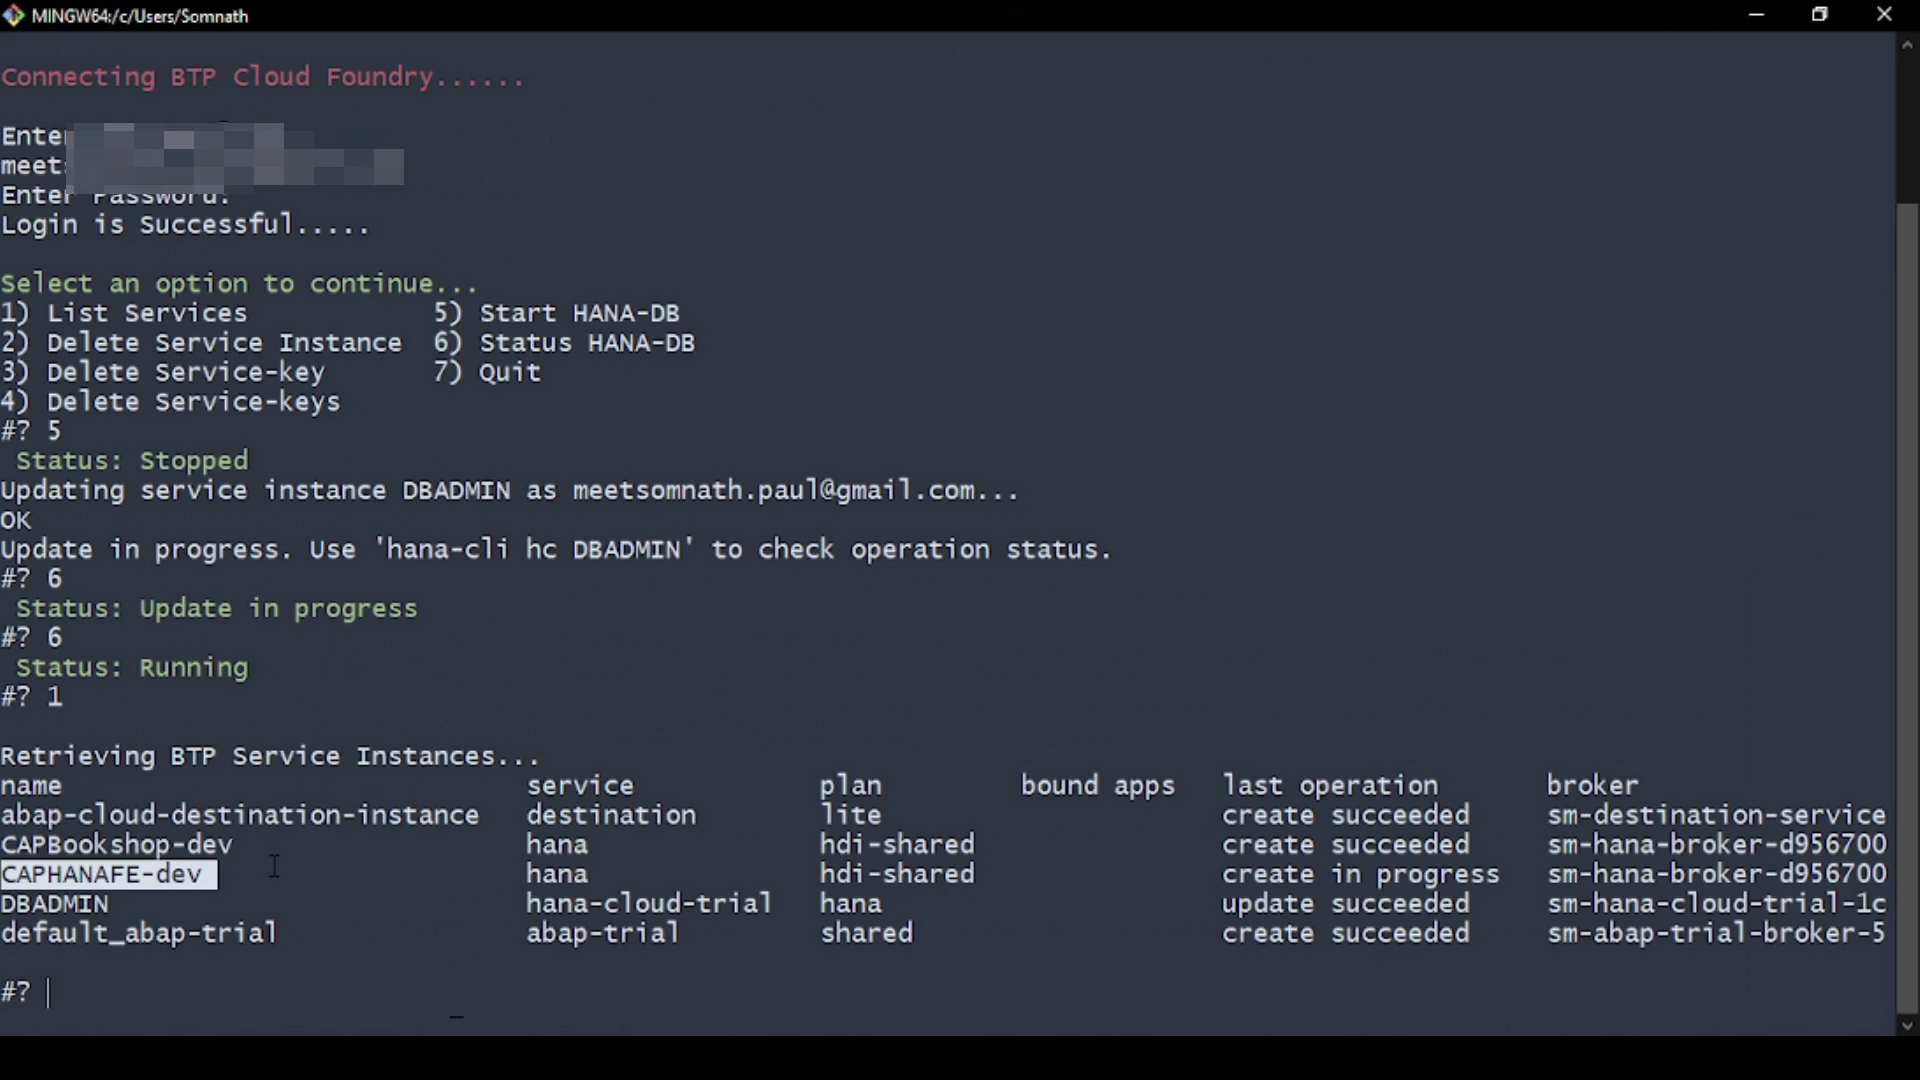 MINGW64:/c/Users/Somnath
Connecting BTP Cloud Foundry......
Enter
meets
Enter Password:
Login is Successful.....
Select an option to continue...
1) List Services 5) Start HANA-DB
2) Delete Service Instance 6) Status HANA-DB
3) Delete Service-key 7) Quit
4) Delete Service-keys
#? 5
Status: Stopped
Updating service instance DBADMIN as meetsomnath.paul@gmail.com...
OK
Update in progress. Use 'hana-cli hc DBADMIN' to check operation status.
#? 6
Status: Update in progress
#? 6
Status: Running
#? 1
Retrieving BTP Service Instances...
name service plan bound apps last operation broker
abap-cloud-destination-instance destination lite create succeeded sm-destination-service
CAPBookshop-dev hana hdi-shared create succeeded sm-hana-broker-d956700
CAPHANAFE-dev hana hdi-shared create in progress sm-hana-broker-d956700
DBADMIN hana-cloud-trial hana update succeeded sm-hana-cloud-trial-1c
default_abap-trial abap-trial shared create succeeded sm-abap-trial-broker-5
#?